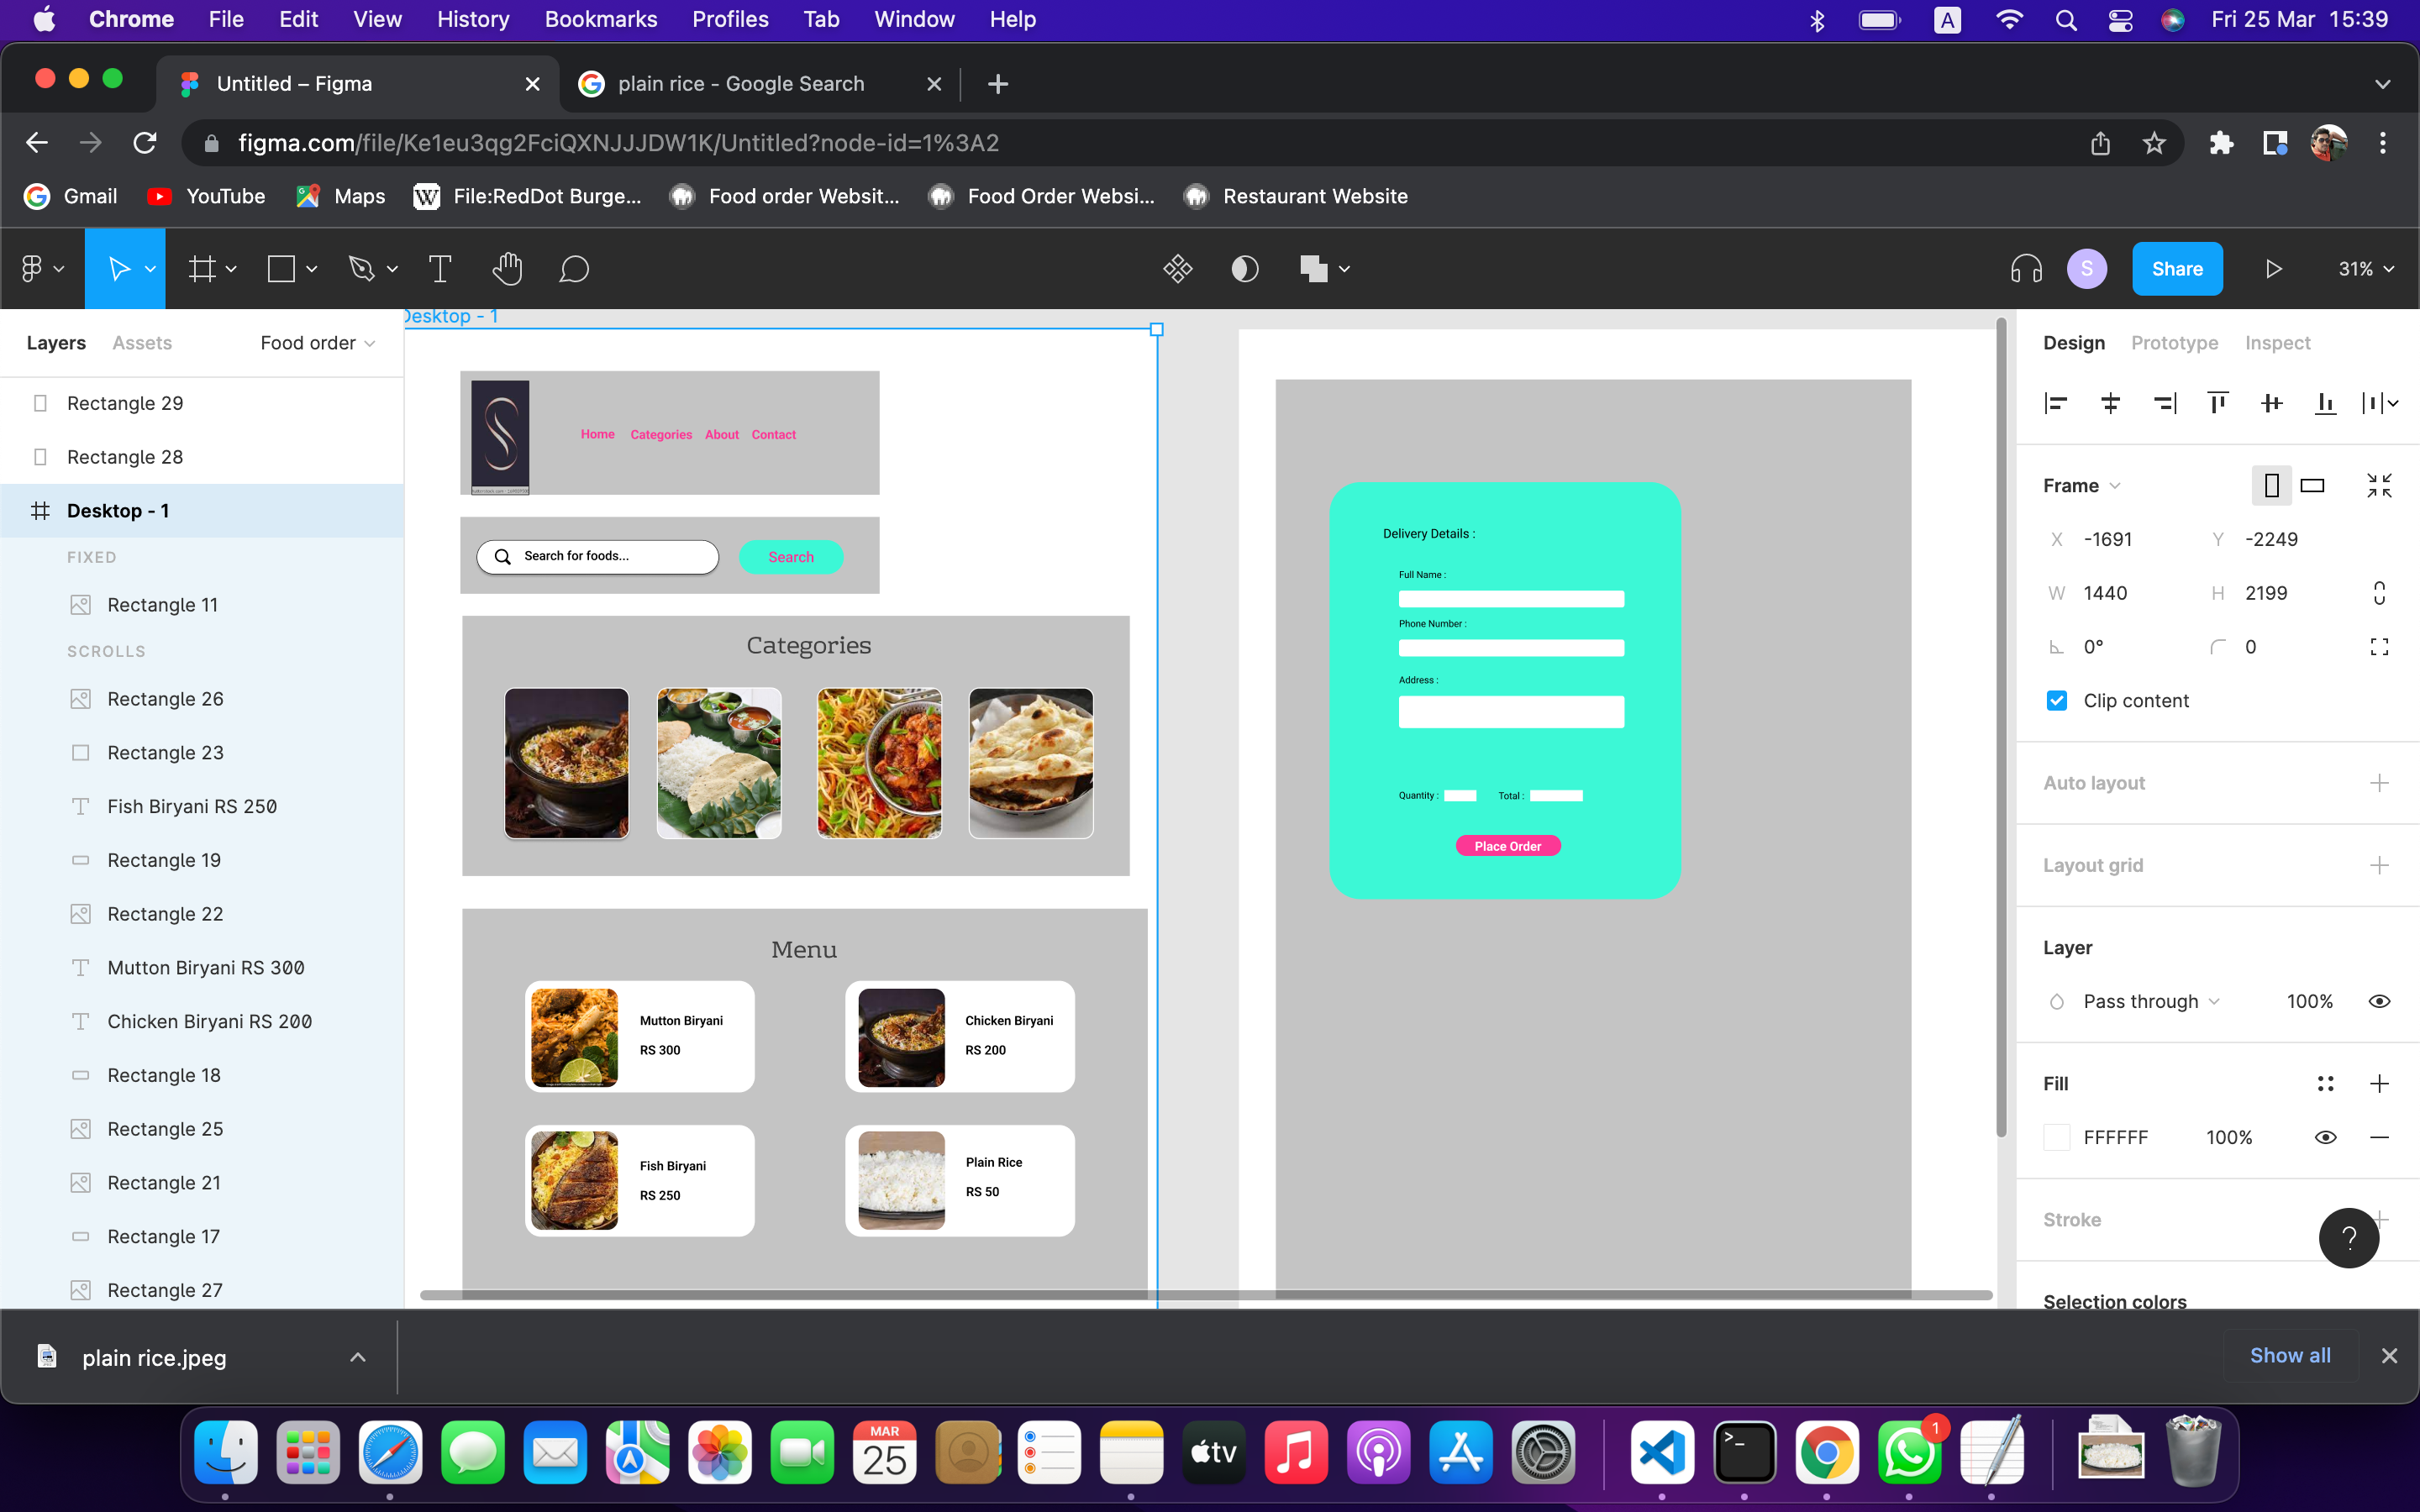 Chrome File Edit View History Bookmarks Profiles Tab Window Help A Fri 25 Mar 15:39
Untitled – Figma plain rice - Google Search
figma.com/file/Ke1eu3qg2FciQXNJJJDW1K/Untitled?node-id=1%3A2
Gmail YouTube Maps W File:RedDot Burge... Food order Websit... Food Order Websi... Restaurant Website
S Share 31%
Layers Assets Food order
Rectangle 29
Rectangle 28
Desktop - 1
FIXED
Rectangle 11
SCROLLS
Rectangle 26
Rectangle 23
Fish Biryani RS 250
Rectangle 19
Rectangle 22
Mutton Biryani RS 300
Chicken Biryani RS 200
Rectangle 18
Rectangle 25
Rectangle 21
Rectangle 17
Rectangle 27
Desktop - 1
Home Categories About Contact
Search for foods... Search
Categories
Menu
Mutton Biryani
RS 300
Chicken Biryani
RS 200
Fish Biryani
RS 250
Plain Rice
RS 50
Delivery Details :
Full Name :
Phone Number :
Address :
Quantity : Total :
Place Order
Design Prototype Inspect
Frame
X -1691 Y -2249
W 1440 H 2199
0° 0
Clip content
Auto layout
Layout grid
Layer
Pass through 100%
Fill
FFFFFF 100%
Stroke
?
Selection colors
plain rice.jpeg Show all
MAR
25
tv
>_
1